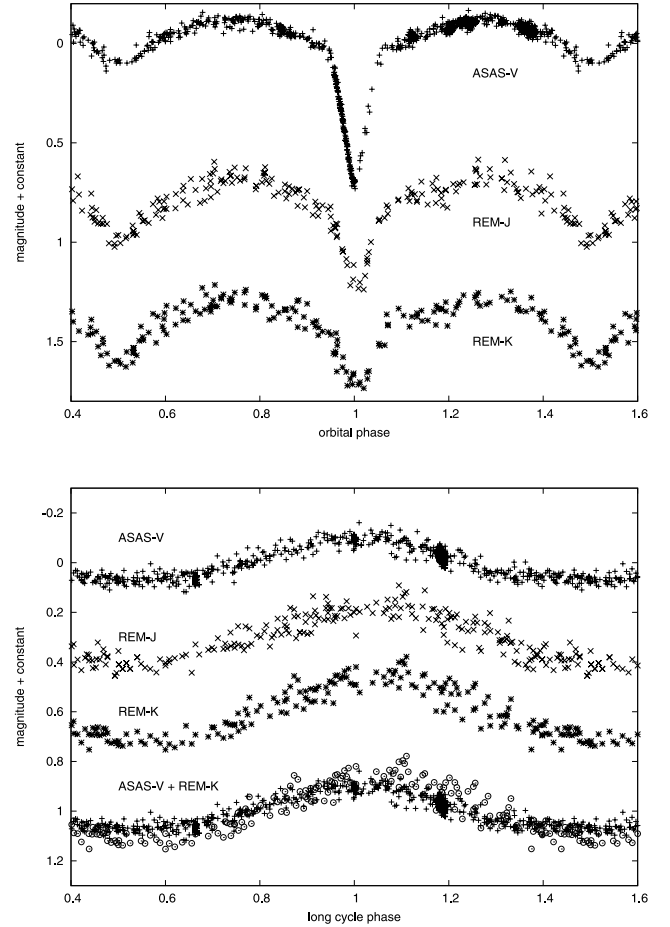 0
0.5
1
1.5
0.4
0.6
0.8
1
1.2
1.4
1.6
magnitude + constant
orbital phase
ASAS-V
REM-J
REM-K
-0.2
0
0.2
0.4
0.6
0.8
1
1.2
0.4
0.6
0.8
1
1.2
1.4
1.6
magnitude + constant
long cycle phase
ASAS-V
REM-J
REM-K
ASAS-V + REM-K